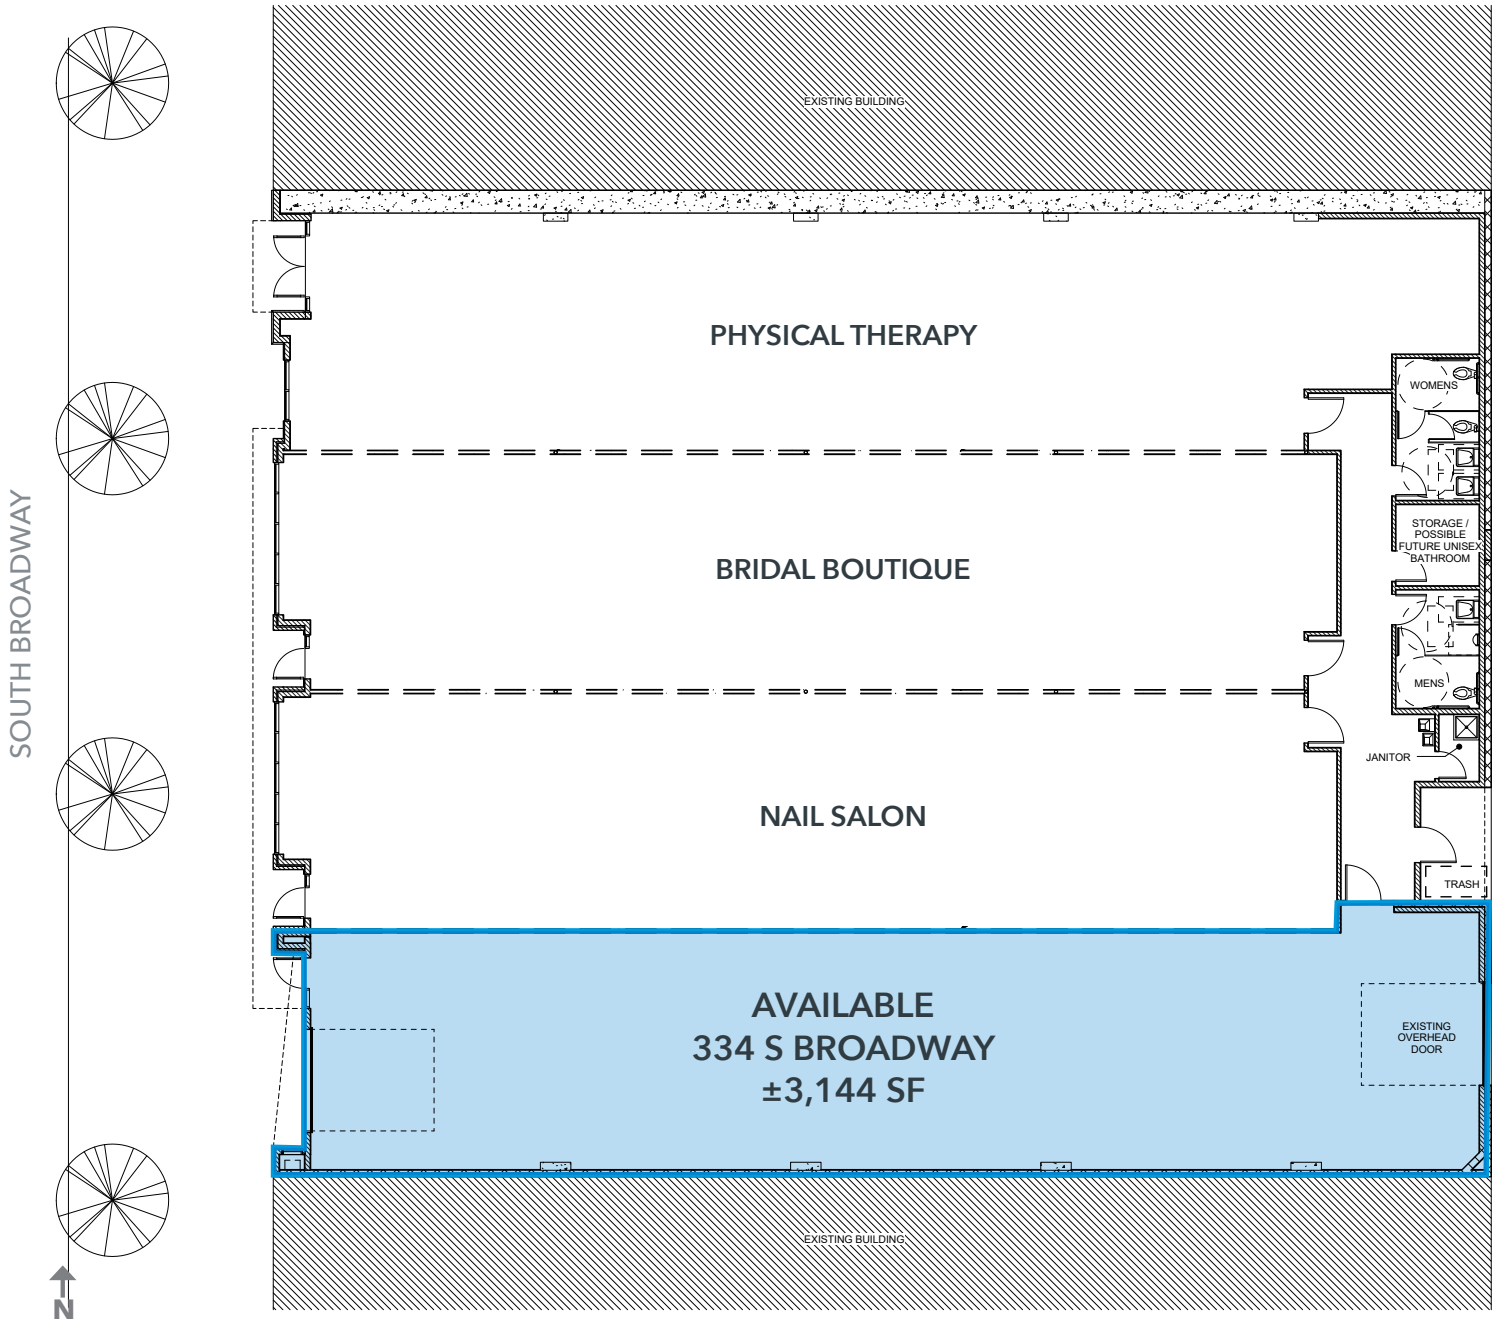 EXISTING BUILDING
PHYSICAL THERAPY
WOMENS
SOUTH BROADWAY
BRIDAL BOUTIQUE
STORAGE /
POSSIBLE
FUTURE UNISEX
BATHROOM
MENS
JANITOR
NAIL SALON
TRASH
AVAILABLE
334 S BROADWAY
±3,144 SF
EXISTING
OVERHEAD
DOOR
EXISTING BUILDING
N